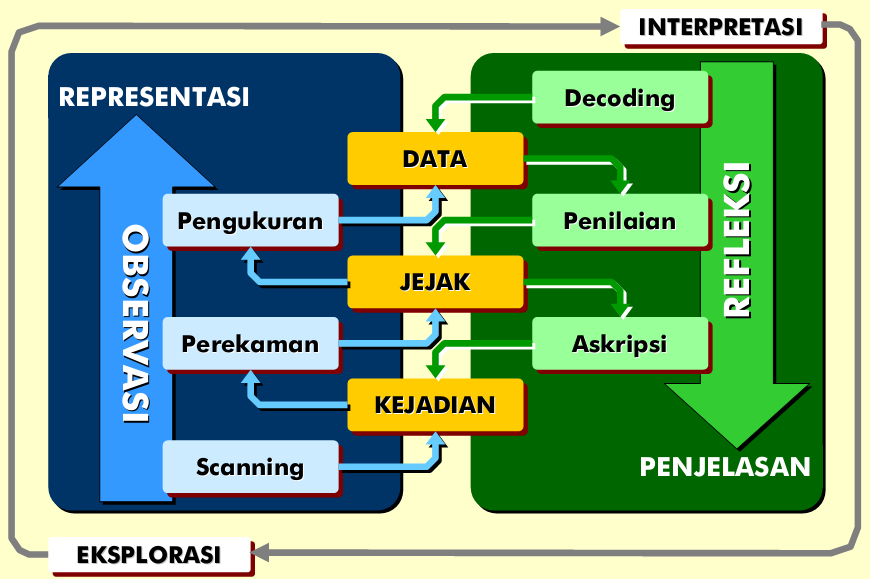 INTERPRETASI
REPRESENTASI
Decoding
DATA
Pengukuran
Penilaian
OBSERVASI
REFLEKSI
JEJAK
Perekaman
Askripsi
KEJADIAN
Scanning
PENJELASAN
EKSPLORASI